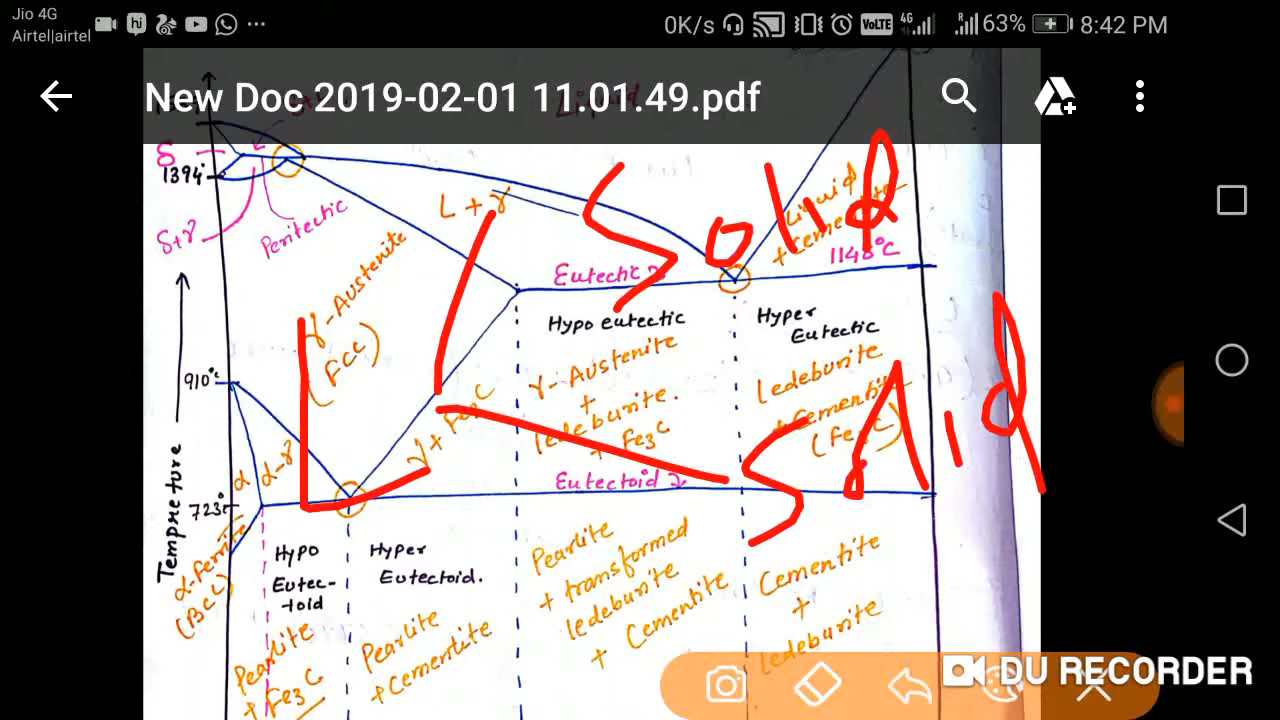 Jio 4G
Airtel|airtel
0K/s
VoLTE
4G
R
63%
8:42 PM
New Doc 2019-02-01 11.01.49.pdf
Liquid
δ
1394°
δ+γ
Peritectic
L + γ
Liquid
+ cementite
1148°C
Solid
γ-Austenite
(FCC)
Eutectic
Hypo eutectic
Hyper
Eutectic
γ-Austenite
+
ledeburite.
+ Fe3C
ledeburite
+ Cementite
(Fe3C)
L
Solid
910°C
γ + Fe3C
α
α-γ
Eutectoid
723°
Tempreture
α-Ferrite
(BCC)
Hypo
Eutec-
-toid
Hyper
Eutectoid.
Pearlite
+ transformed
ledeburite
+ Cementite
Cementite
+
ledeburite
Pearlite
+ Fe3C
Pearlite
+ Cementite
DU RECORDER